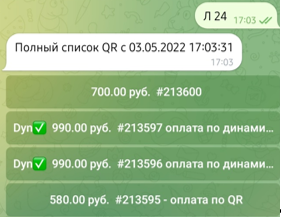 Л 24 17:03
Полный список QR с 03.05.2022 17:03:31
17:03
700.00 руб. #213600
Dyn✅ 990.00 руб. #213597 оплата по динами...
Dyn✅ 990.00 руб. #213596 оплата по динами...
580.00 руб. #213595 - оплата по QR